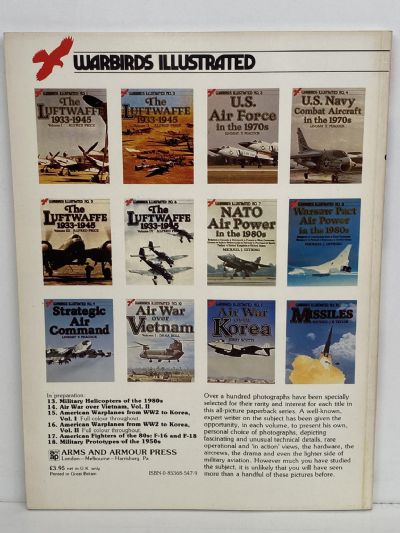 WARBIRDS ILLUSTRATED
The
LUFTWAFFE
1933-1945
The
LUFTWAFFE
1933-1945
U.S.
Air Force
in the 1970s
U.S. Navy
Combat Aircraft
in the 1970s
The
LUFTWAFFE
1933-1945
The
LUFTWAFFE
1933-1945
NATO
Air Power
in the 1980s
Warsaw Pact
Air Power
in the 1980s
Strategic
Air
Command
Air War
over
Vietnam
Air War
over
Korea
MISSILES
In preparation:
13. Military Helicopters of the 1980s
14. Air War over Vietnam, Vol. II
15. American Warplanes from WW2 to Korea,
Vol. I Full colour throughout.
16. American Warplanes from WW2 to Korea,
Vol. II Full colour throughout.
17. American Fighters of the 80s: F-16 and F-18
18. Military Prototypes of the 1950s
ARMS AND ARMOUR PRESS
London – Melbourne – Harrisburg, Pa.
£3.95 net in U.K. only.
Printed in Great Britain
ISBN-0-85368-547-9
Over a hundred photographs have been specially
selected for their rarity and interest for each title in
this all-picture paperback series. A well-known,
expert writer on the subject has been given the
opportunity, in each volume, to present his own,
personal choice of photographs, depicting
fascinating and unusual technical details, rare
operational and 'in action' views, the hardware, the
aircrews, the drama and even the lighter side of
military aviation. However much you have studied
the subject, it is unlikely that you will have seen
more than a handful of these pictures before.